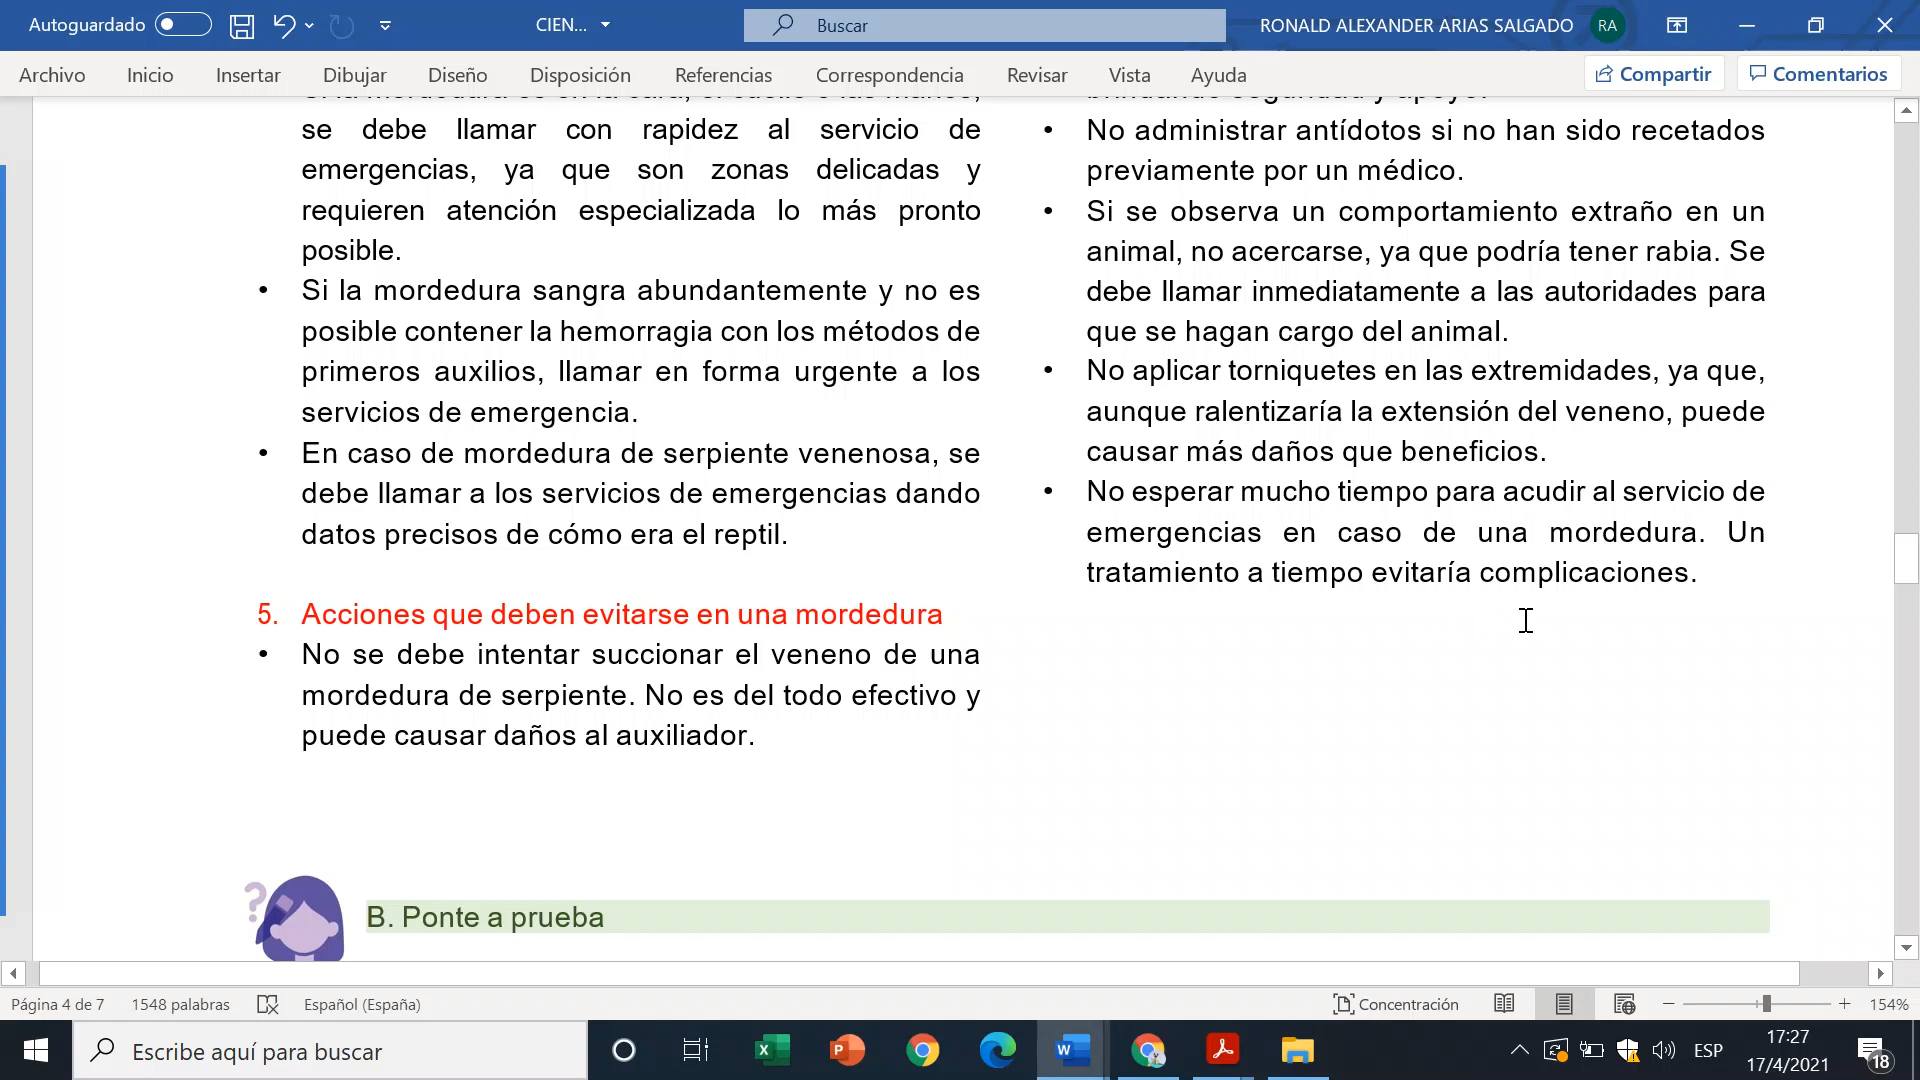 Autoguardado
CIEN...
Buscar
RONALD ALEXANDER ARIAS SALGADO
RA
Archivo
Inicio
Insertar
Dibujar
Diseño
Disposición
Referencias
Correspondencia
Revisar
Vista
Ayuda
Compartir
Comentarios
se debe llamar con rapidez al servicio de
emergencias, ya que son zonas delicadas y
requieren atención especializada lo más pronto
posible.
• Si la mordedura sangra abundantemente y no es
posible contener la hemorragia con los métodos de
primeros auxilios, llamar en forma urgente a los
servicios de emergencia.
• En caso de mordedura de serpiente venenosa, se
debe llamar a los servicios de emergencias dando
datos precisos de cómo era el reptil.
5. Acciones que deben evitarse en una mordedura
• No se debe intentar succionar el veneno de una
mordedura de serpiente. No es del todo efectivo y
puede causar daños al auxiliador.
• No administrar antídotos si no han sido recetados
previamente por un médico.
• Si se observa un comportamiento extraño en un
animal, no acercarse, ya que podría tener rabia. Se
debe llamar inmediatamente a las autoridades para
que se hagan cargo del animal.
• No aplicar torniquetes en las extremidades, ya que,
aunque ralentizaría la extensión del veneno, puede
causar más daños que beneficios.
• No esperar mucho tiempo para acudir al servicio de
emergencias en caso de una mordedura. Un
tratamiento a tiempo evitaría complicaciones.
?
B. Ponte a prueba
Página 4 de 7
1548 palabras
Español (España)
Concentración
154%
Escribe aquí para buscar
ESP
17:27
17/4/2021
18